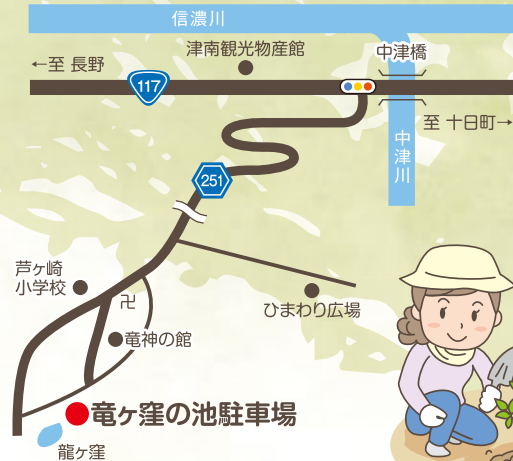 信濃川
津南観光物産館
中津橋
←至 長野
117
至 十日町→
中津川
251
芦ヶ崎
小学校
卍
ひまわり広場
竜神の館
竜ヶ窪の池駐車場
龍ヶ窪